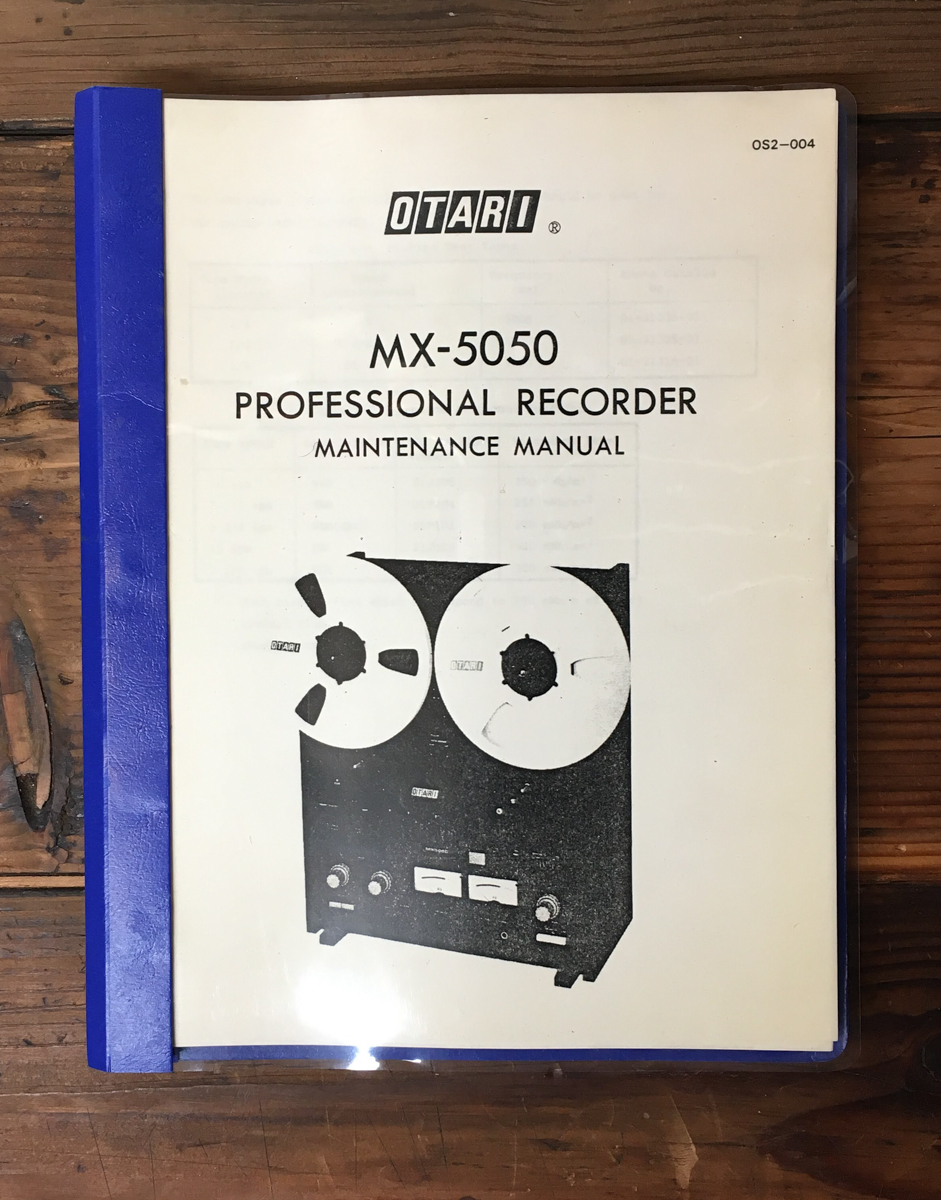 OS2-004
OTARI ®
MX-5050
PROFESSIONAL RECORDER
MAINTENANCE MANUAL
OTARI
OTARI
OTARI